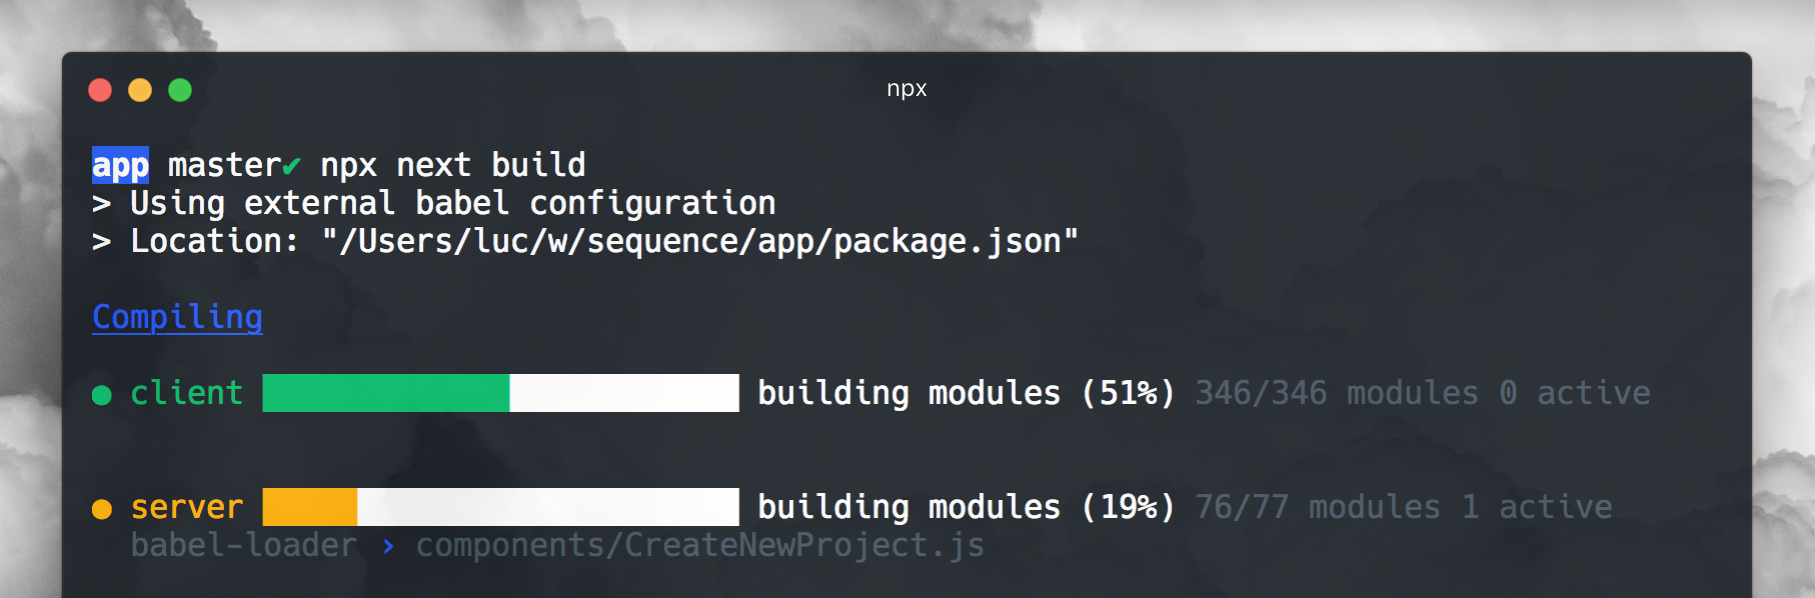 npx
app master✔ npx next build
> Using external babel configuration
> Location: "/Users/luc/w/sequence/app/package.json"
Compiling
● client building modules (51%) 346/346 modules 0 active
● server building modules (19%) 76/77 modules 1 active
babel-loader › components/CreateNewProject.js